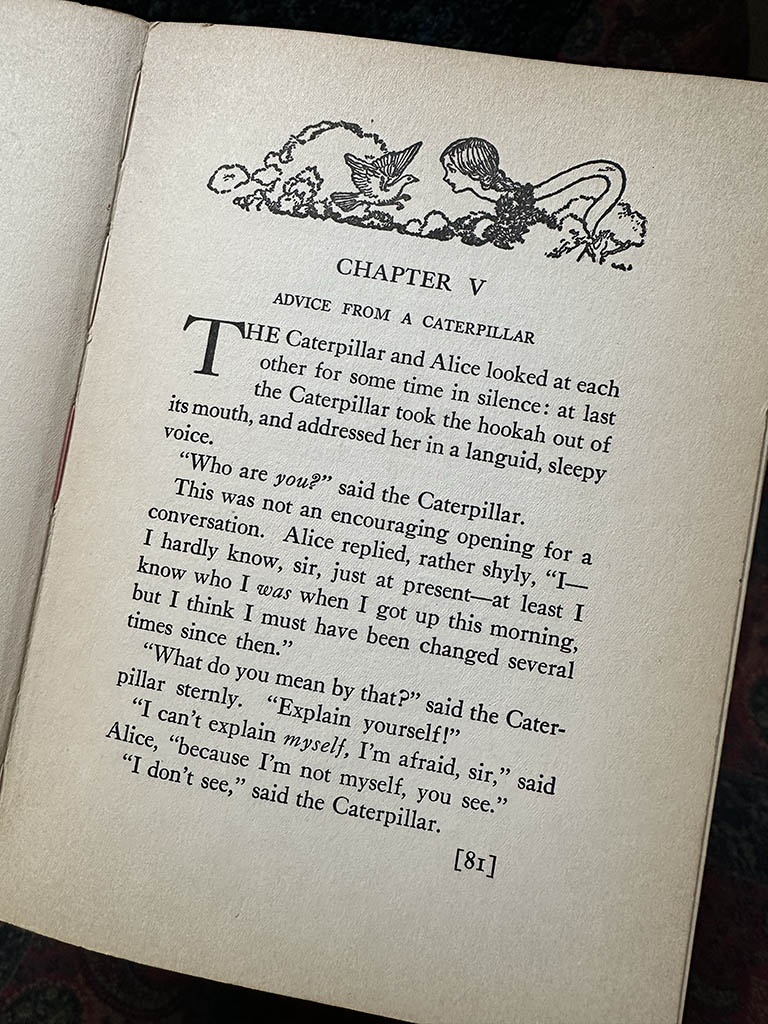 CHAPTER V
ADVICE FROM A CATERPILLAR
THE Caterpillar and Alice looked at each
other for some time in silence: at last
the Caterpillar took the hookah out of
its mouth, and addressed her in a languid, sleepy
voice.
“Who are you?” said the Caterpillar.
This was not an encouraging opening for a
conversation. Alice replied, rather shyly, “I—
I hardly know, sir, just at present—at least I
know who I was when I got up this morning,
but I think I must have been changed several
times since then.”
“What do you mean by that?” said the Cater-
pillar sternly. “Explain yourself!”
“I can’t explain myself, I’m afraid, sir,” said
Alice, “because I’m not myself, you see.”
“I don’t see,” said the Caterpillar.
[81]